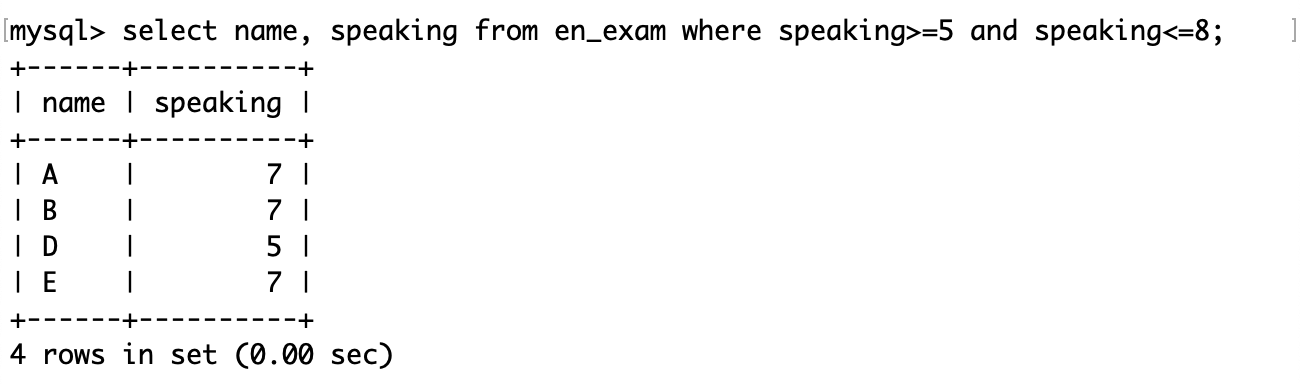 [mysql> select name, speaking from en_exam where speaking>=5 and speaking<=8; ]
+------+----------+
| name | speaking |
+------+----------+
| A    |        7 |
| B    |        7 |
| D    |        5 |
| E    |        7 |
+------+----------+
4 rows in set (0.00 sec)